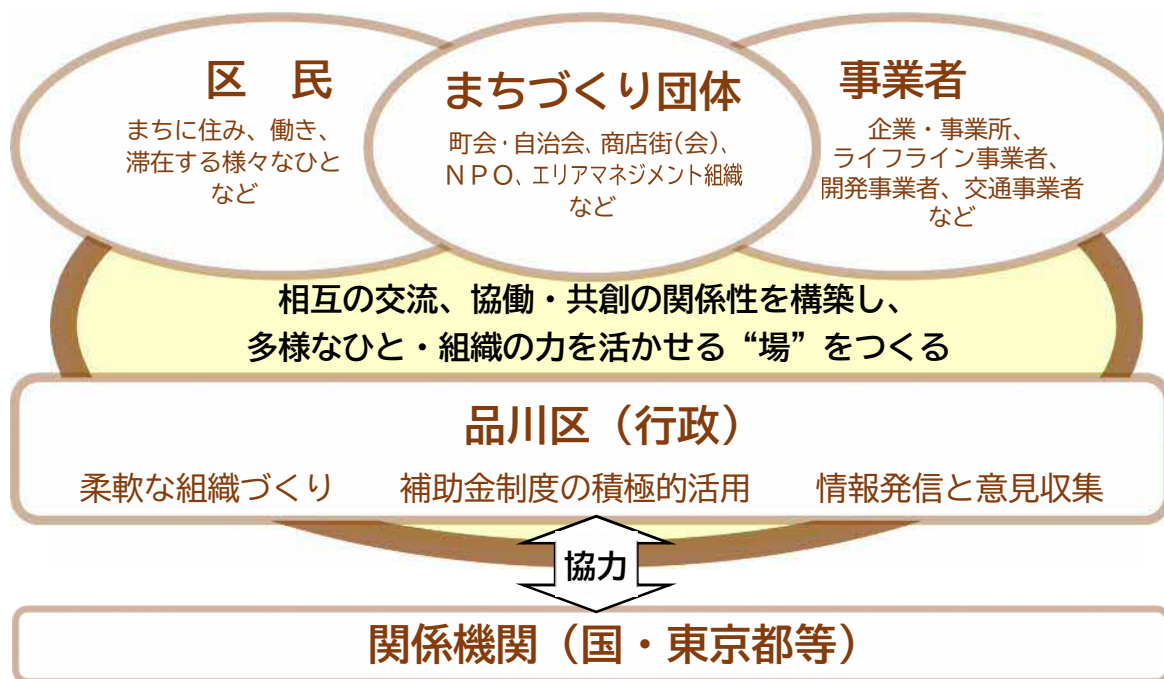 区　民
まちに住み、働き、
滞在する様々なひと
など
まちづくり団体
町会・自治会、商店街(会)、
ＮＰＯ、エリアマネジメント組織
など
事業者
企業・事業所、
ライフライン事業者、
開発事業者、交通事業者
など
相互の交流、協働・共創の関係性を構築し、
多様なひと・組織の力を活かせる“場”をつくる
品川区（行政）
柔軟な組織づくり　補助金制度の積極的活用　情報発信と意見収集
協力
関係機関（国・東京都等）